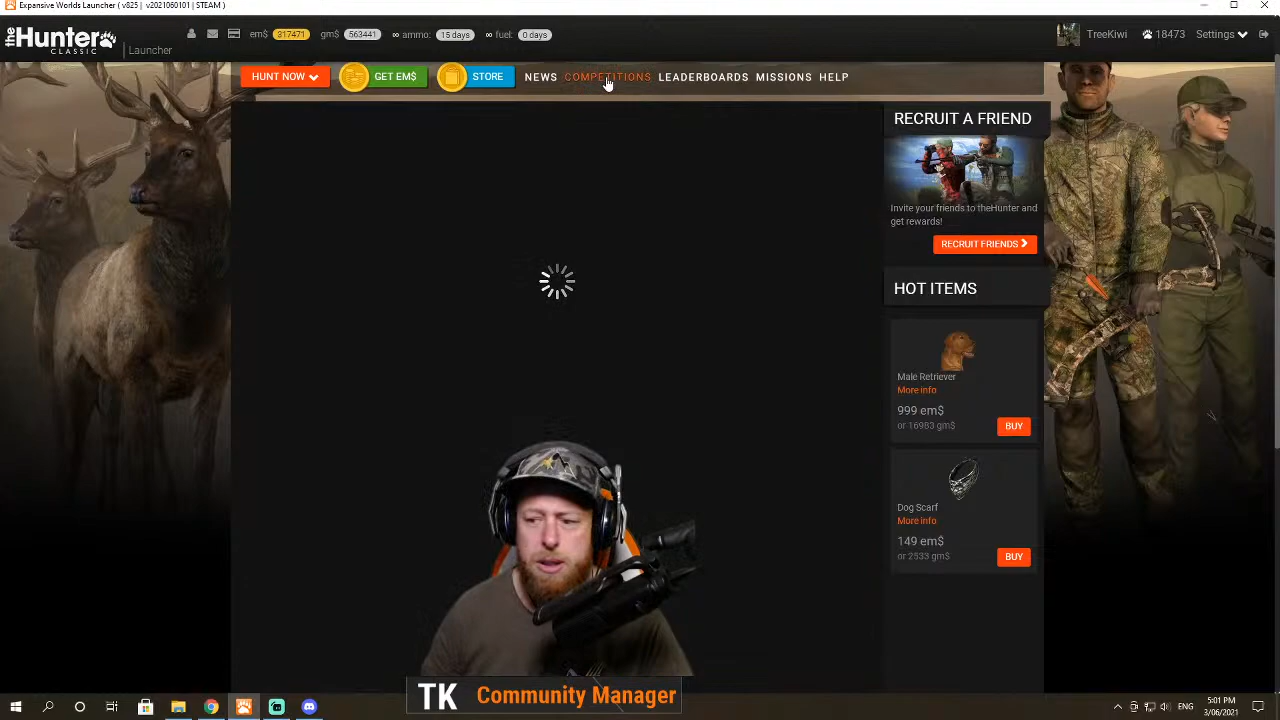 Expansive Worlds Launcher ( v825 | v2021060101 | STEAM )
theHunter CLASSIC
Launcher
em$ 317471 gm$ 563441 ∞ ammo: 15 days ∞ fuel: 0 days
TreeKiwi 18473 Settings
HUNT NOW GET EM$ STORE NEWS COMPETITIONS LEADERBOARDS MISSIONS HELP
RECRUIT A FRIEND
Invite your friends to theHunter and
get rewards!
RECRUIT FRIENDS
HOT ITEMS
Male Retriever
More info
999 em$
or 16983 gm$
BUY
Dog Scarf
More info
149 em$
or 2533 gm$
BUY
TK Community Manager
ENG
5:01 PM
3/06/2021